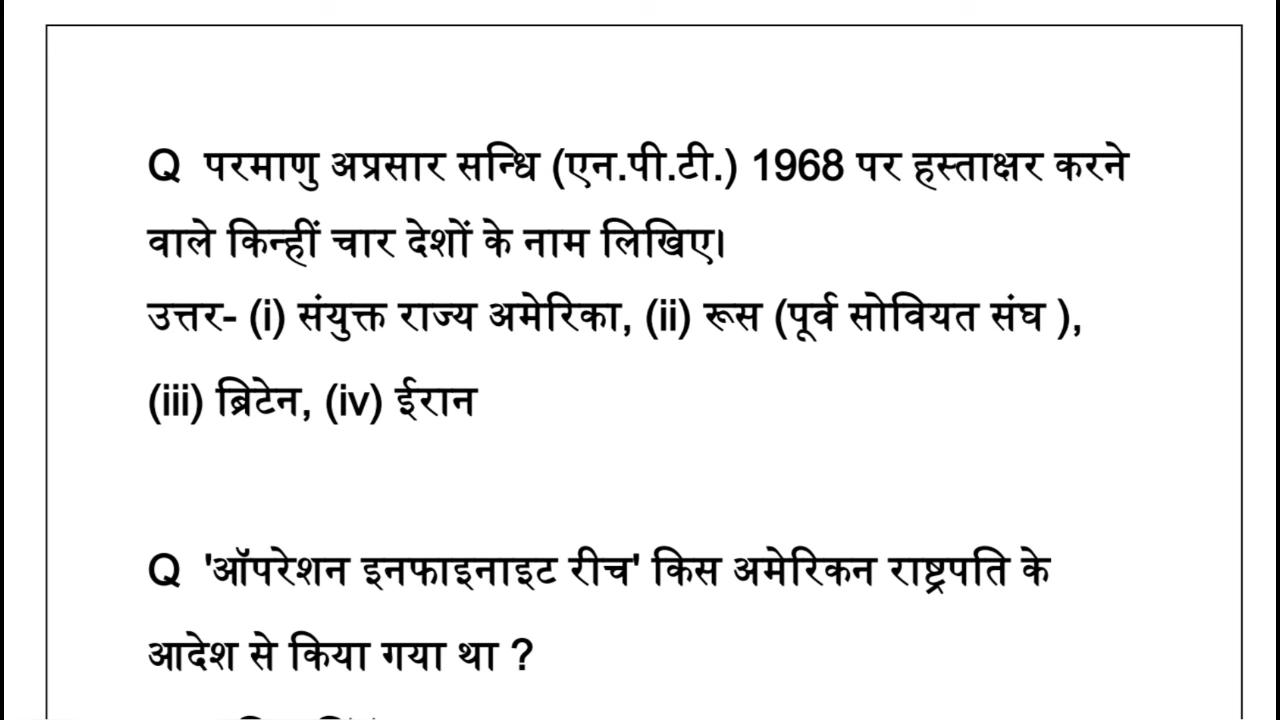 Q परमाणु अप्रसार सन्धि (एन.पी.टी.) 1968 पर हस्ताक्षर करने
वाले किन्हीं चार देशों के नाम लिखिए।
उत्तर- (i) संयुक्त राज्य अमेरिका, (ii) रूस (पूर्व सोवियत संघ ),
(iii) ब्रिटेन, (iv) ईरान
Q 'ऑपरेशन इनफाइनाइट रीच' किस अमेरिकन राष्ट्रपति के
आदेश से किया गया था ?